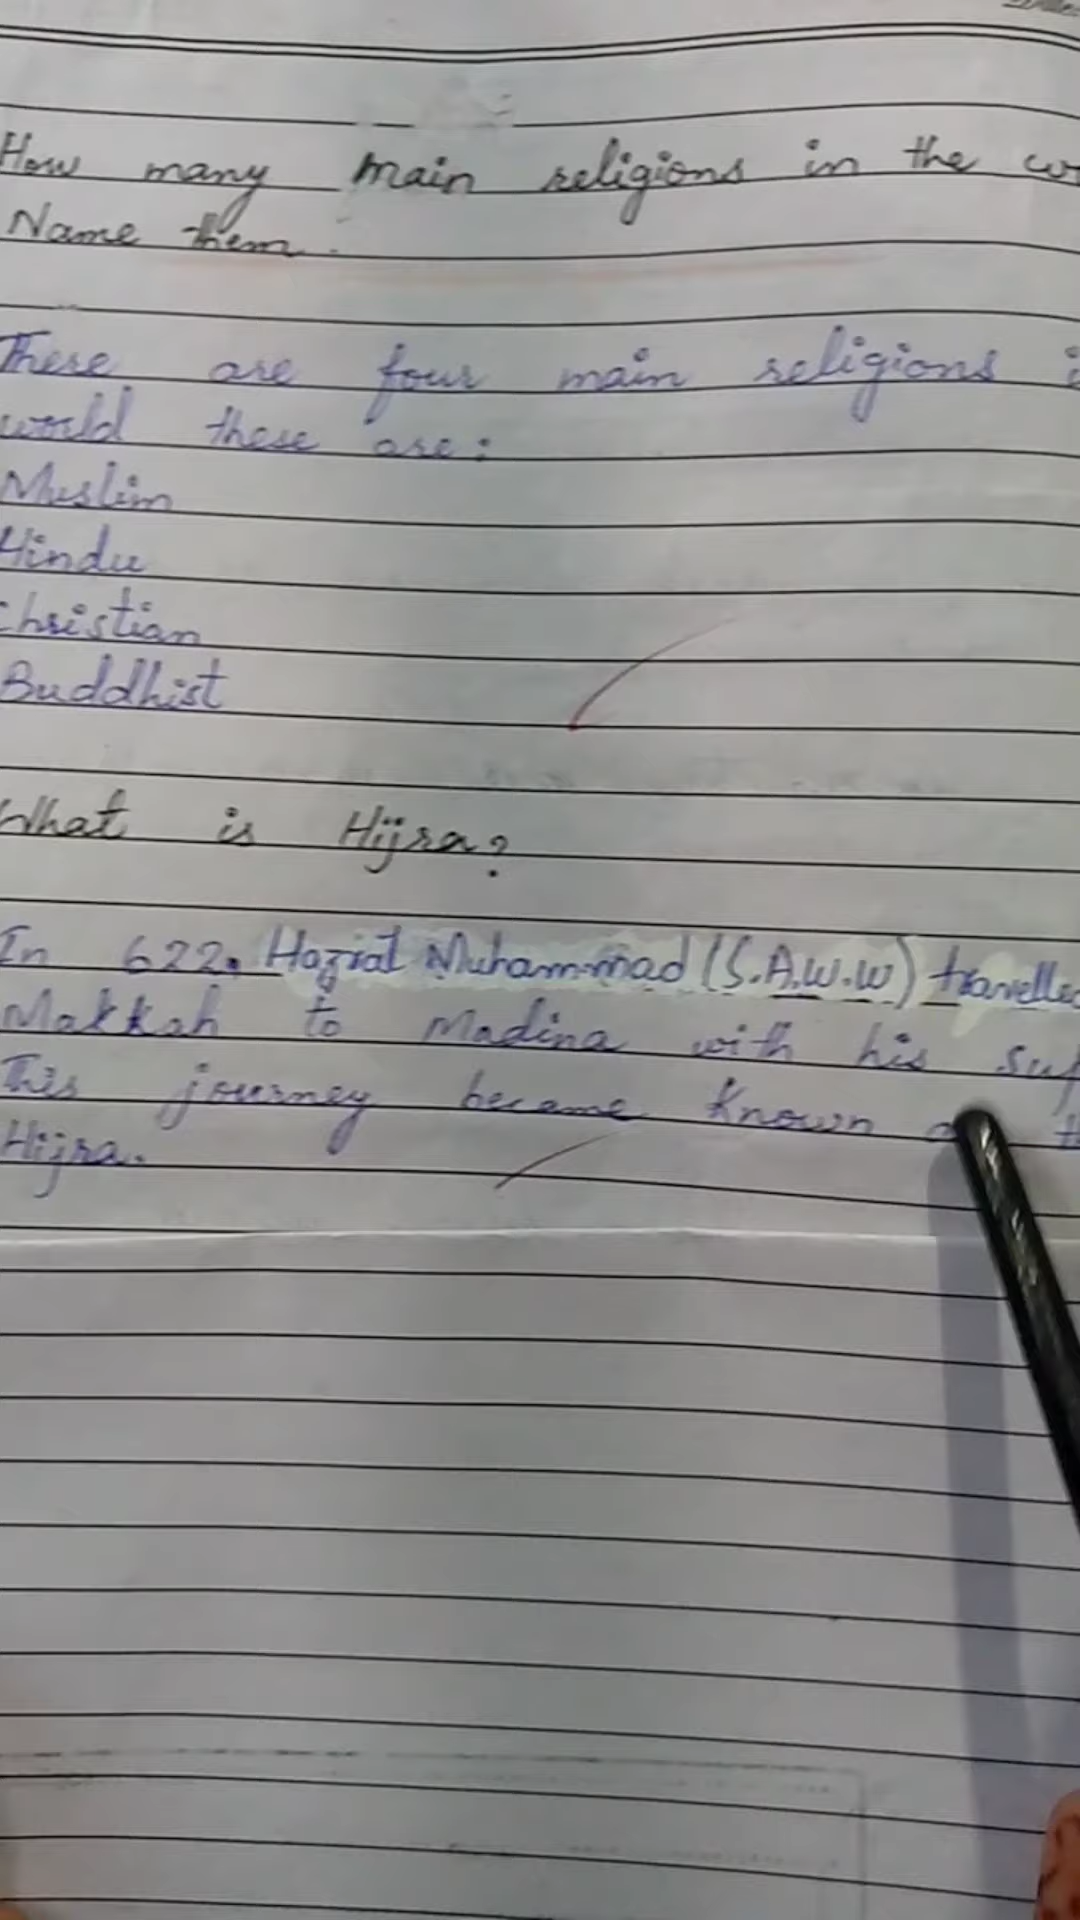 How many main religions in the
Name them.
There are four main religions
world these are:
Muslim
Hindu
Christian
Buddhist
What is Hijra?
In 622. Hazrat Muhammad (S.A.W.W) travelled
Makkah to Madina with his
This journey became known
Hijra.